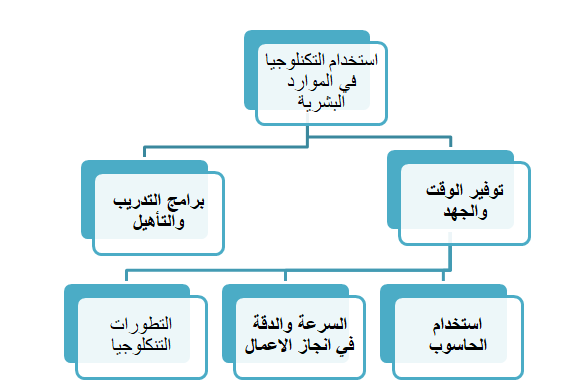 استخدام التكنلوجيا
في الموارد
البشرية
توفير الوقت
والجهد
برامج التدريب
والتأهيل
استخدام
الحاسوب
السرعة والدقة
في انجاز الاعمال
التطورات
التنكلوجيا